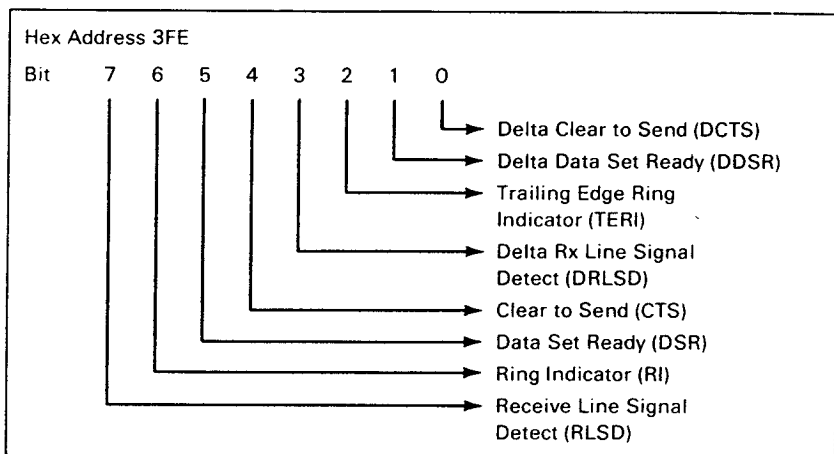 Hex Address 3FE
Bit 7 6 5 4 3 2 1 0
Delta Clear to Send (DCTS)
Delta Data Set Ready (DDSR)
Trailing Edge Ring
Indicator (TERI)
Delta Rx Line Signal
Detect (DRLSD)
Clear to Send (CTS)
Data Set Ready (DSR)
Ring Indicator (RI)
Receive Line Signal
Detect (RLSD)